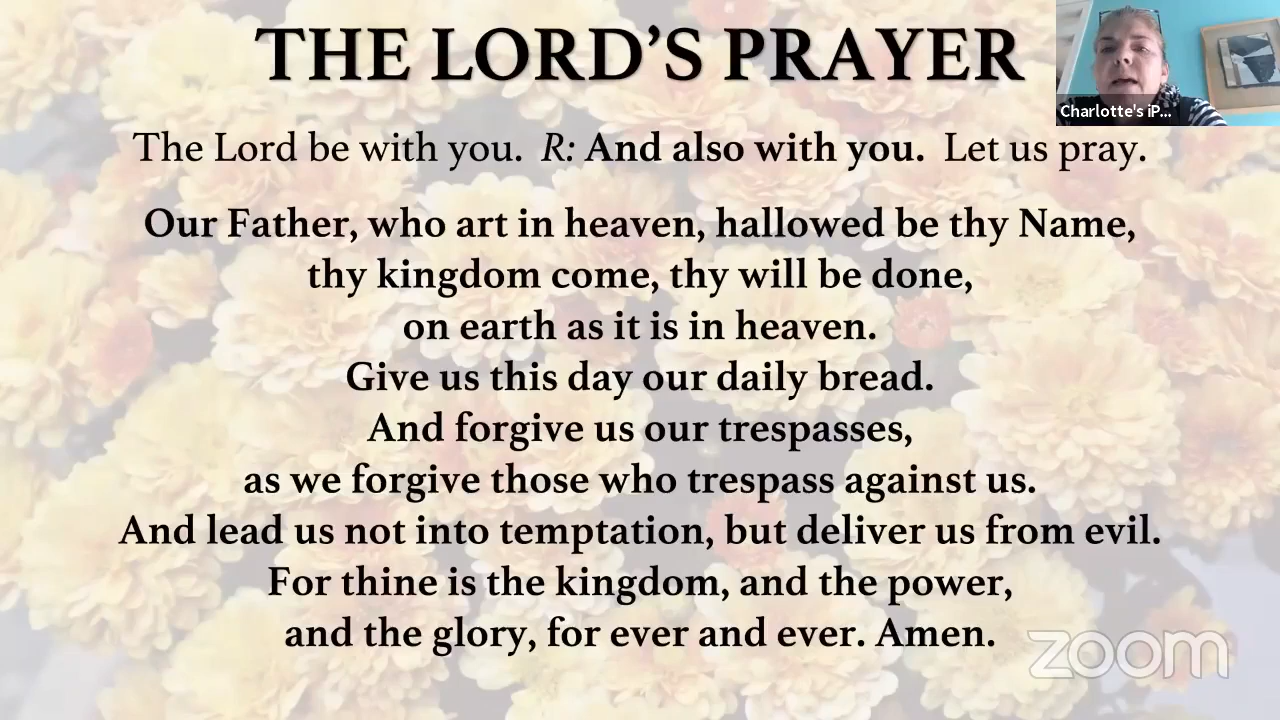 THE LORD’S PRAYER
Charlotte's iP...
The Lord be with you. R: And also with you. Let us pray.
Our Father, who art in heaven, hallowed be thy Name,
thy kingdom come, thy will be done,
on earth as it is in heaven.
Give us this day our daily bread.
And forgive us our trespasses,
as we forgive those who trespass against us.
And lead us not into temptation, but deliver us from evil.
For thine is the kingdom, and the power,
and the glory, for ever and ever. Amen.
zoom